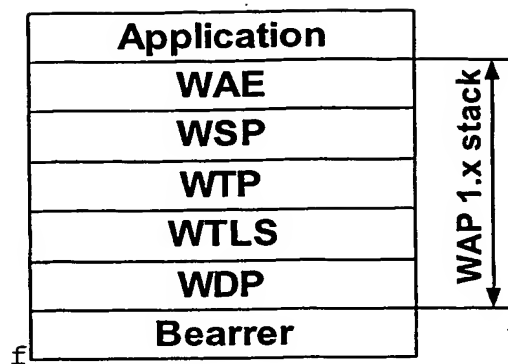 Application
WAE
WSP
WTP
WTLS
WDP
Bearrer
WAP 1.x stack
f